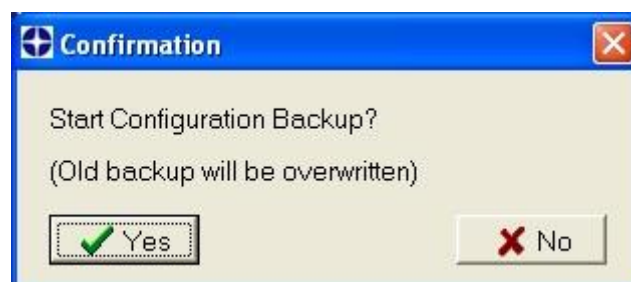 Confirmation
Start Configuration Backup?
(Old backup will be overwritten)
Yes No